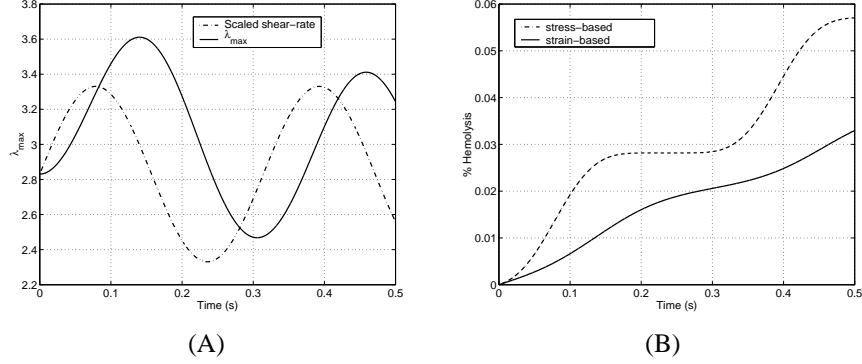 Scaled shear-rate
λmax
3.8
3.6
3.4
3.2
3
2.8
2.6
2.4
2.2
λmax
0
0.1
0.2
0.3
0.4
0.5
Time (s)
(A)
stress-based
strain-based
0.06
0.05
0.04
0.03
0.02
0.01
0
% Hemolysis
0
0.1
0.2
0.3
0.4
0.5
Time (s)
(B)